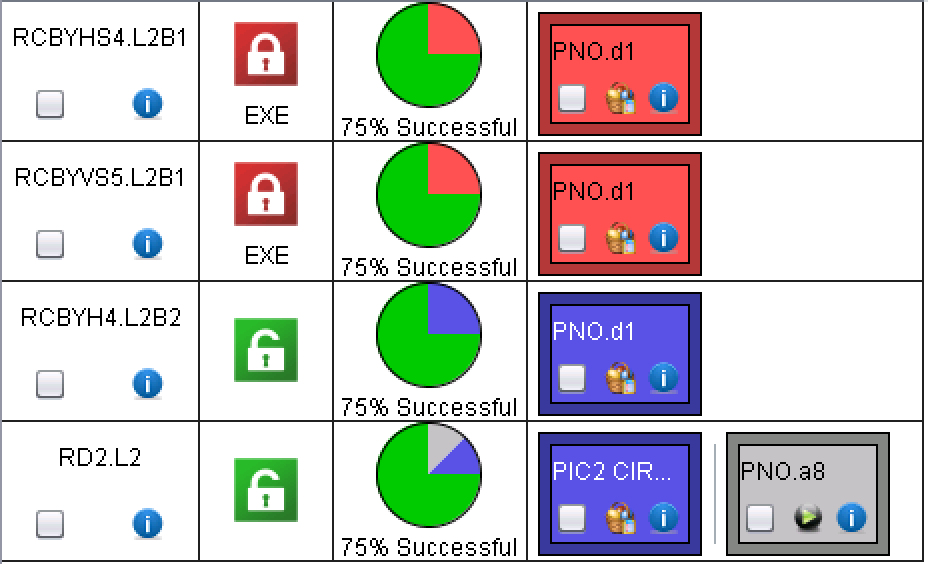 RCBYHS4.L2B1
EXE
75% Successful
PNO.d1
RCBYVS5.L2B1
EXE
75% Successful
PNO.d1
RCBYH4.L2B2
75% Successful
PNO.d1
RD2.L2
75% Successful
PIC2 CIR...
PNO.a8